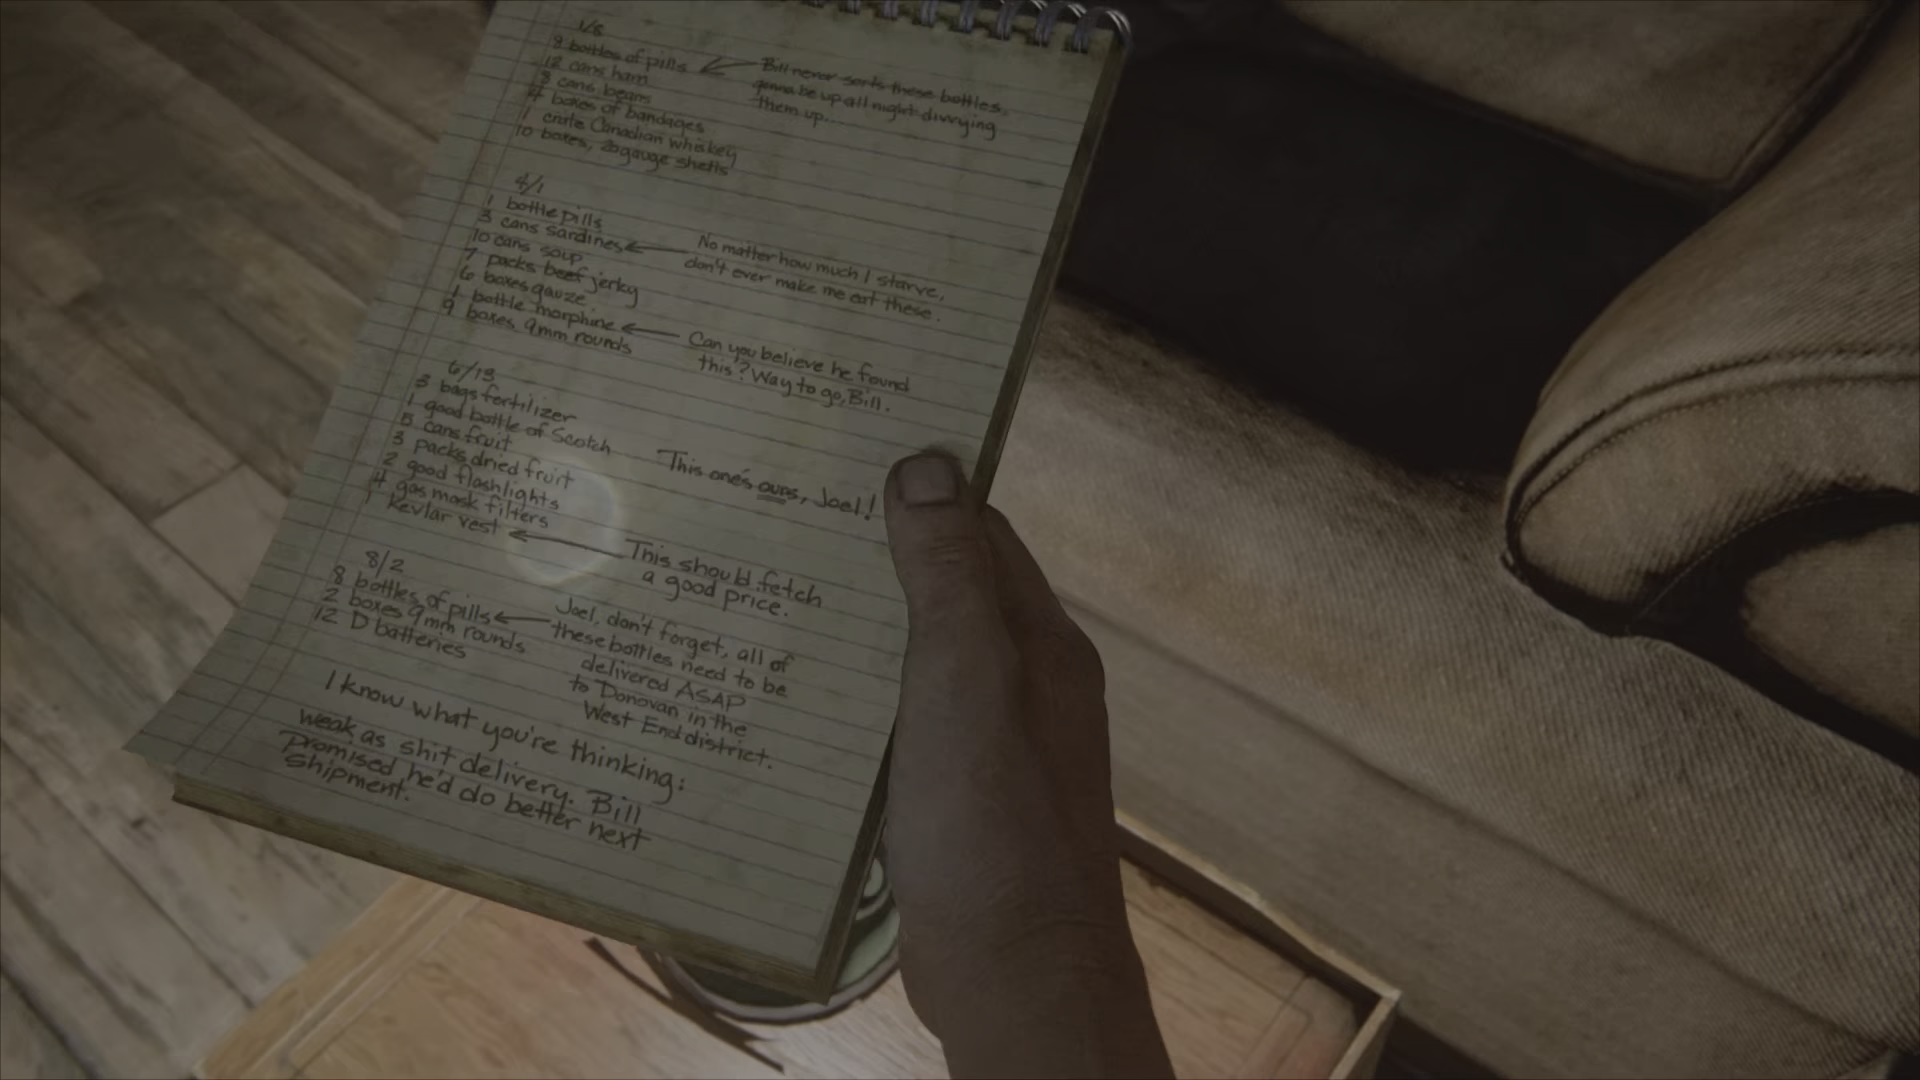 1/8
9 bottles of pills
12 cans ham
8 cans beans
4 boxes of bandages
1 crate Canadian whiskey
10 boxes, 20 gauge shells
Bill never sorts these bottles,
gonna be up all night divvying
them up...
4/1
1 bottle pills
3 cans sardines
10 cans soup
7 packs beef jerky
6 boxes gauze
1 bottle morphine
9 boxes 9mm rounds
No matter how much I starve,
don't ever make me eat these.
Can you believe he found
this? Way to go, Bill.
6/13
3 bags fertilizer
1 good bottle of Scotch
5 cans fruit
3 packs dried fruit
2 good flashlights
4 gas mask filters
1 Kevlar vest
This one's ours, Joel!
This should fetch
a good price.
8/2
8 bottles of pills
2 boxes 9mm rounds
12 D batteries
Joel, don't forget, all of
these bottles need to be
delivered ASAP
to Donovan in the
West End district.
I know what you're thinking:
weak as shit delivery. Bill
promised he'd do better next
shipment.